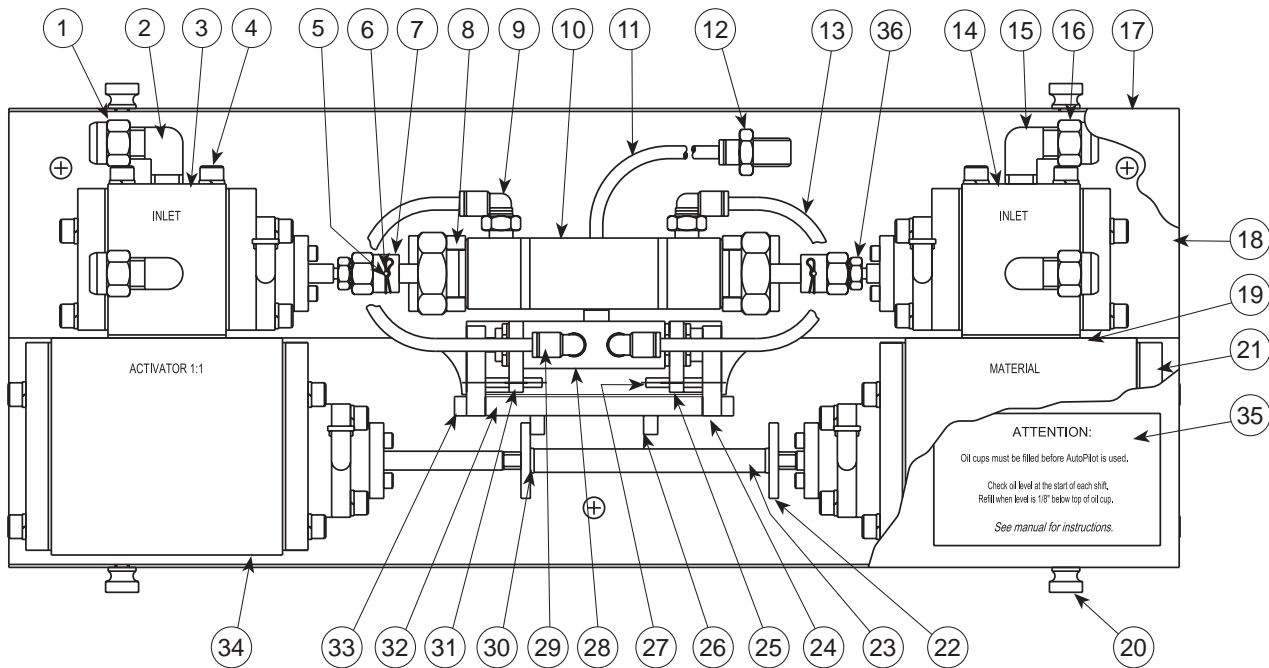 1 2 3 4 5 6 7 8 9 10 11 12 13 36 14 15 16 17
INLET
INLET
18
19
21
ACTIVATOR 1:1
MATERIAL
35
ATTENTION:
Oil cups must be filled before AutoPilot is used.
Check oil level at the start of each shift,
Refill when level is 1/8" below top of oil cup.
See manual for instructions.
34 33 32 31 30 29 28 27 26 25 24 23 22 20